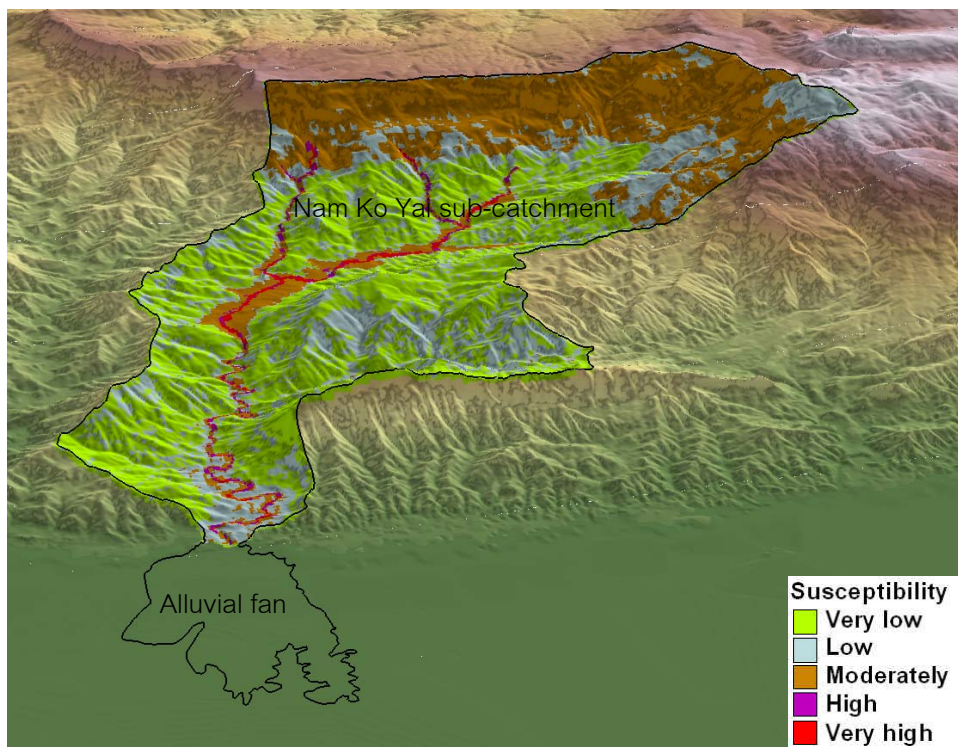 Nam Ko Yai sub-catchment
Alluvial fan
Susceptibility
Very low
Low
Moderately
High
Very high